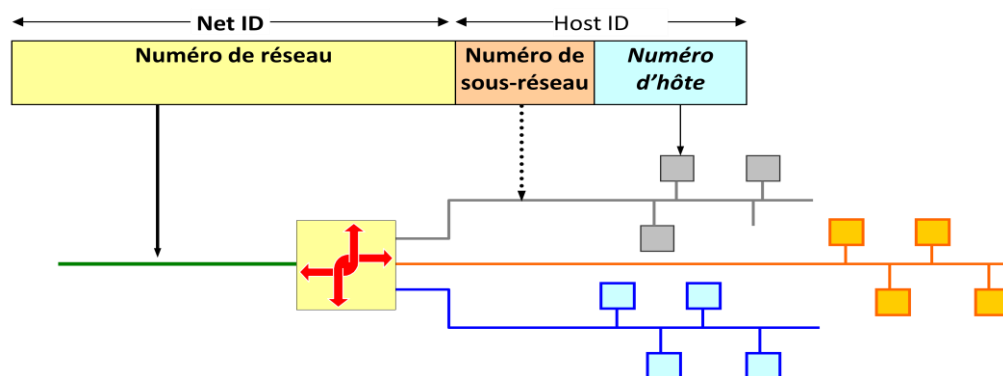 Net ID
Host ID
Numéro de réseau
Numéro de
sous-réseau
Numéro
d'hôte